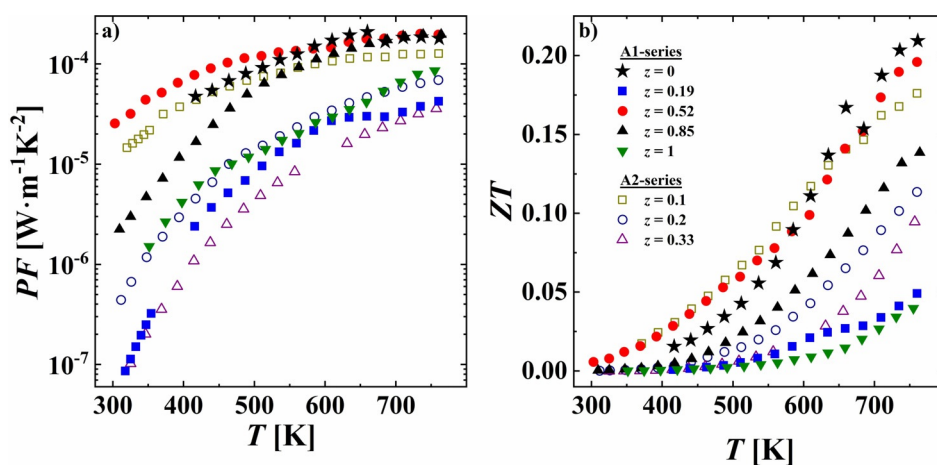 a)
10⁻⁴
10⁻⁵
10⁻⁶
10⁻⁷
PF [W·m⁻¹K⁻²]
300 400 500 600 700
T [K]
b)
0.20
0.15
0.10
0.05
0.00
ZT
A1-series
z = 0
z = 0.19
z = 0.52
z = 0.85
z = 1
A2-series
z = 0.1
z = 0.2
z = 0.33
300 400 500 600 700
T [K]